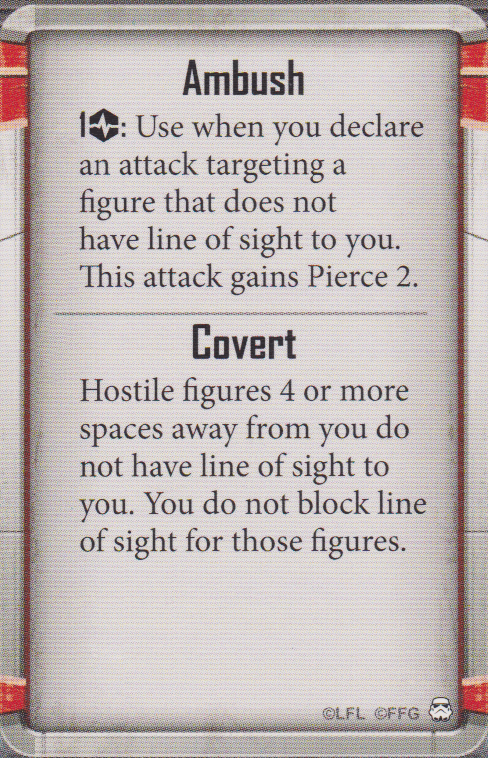 Ambush
1: Use when you declare
an attack targeting a
figure that does not
have line of sight to you.
This attack gains Pierce 2.
Covert
Hostile figures 4 or more
spaces away from you do
not have line of sight to
you. You do not block line
of sight for those figures.
©LFL ©FFG